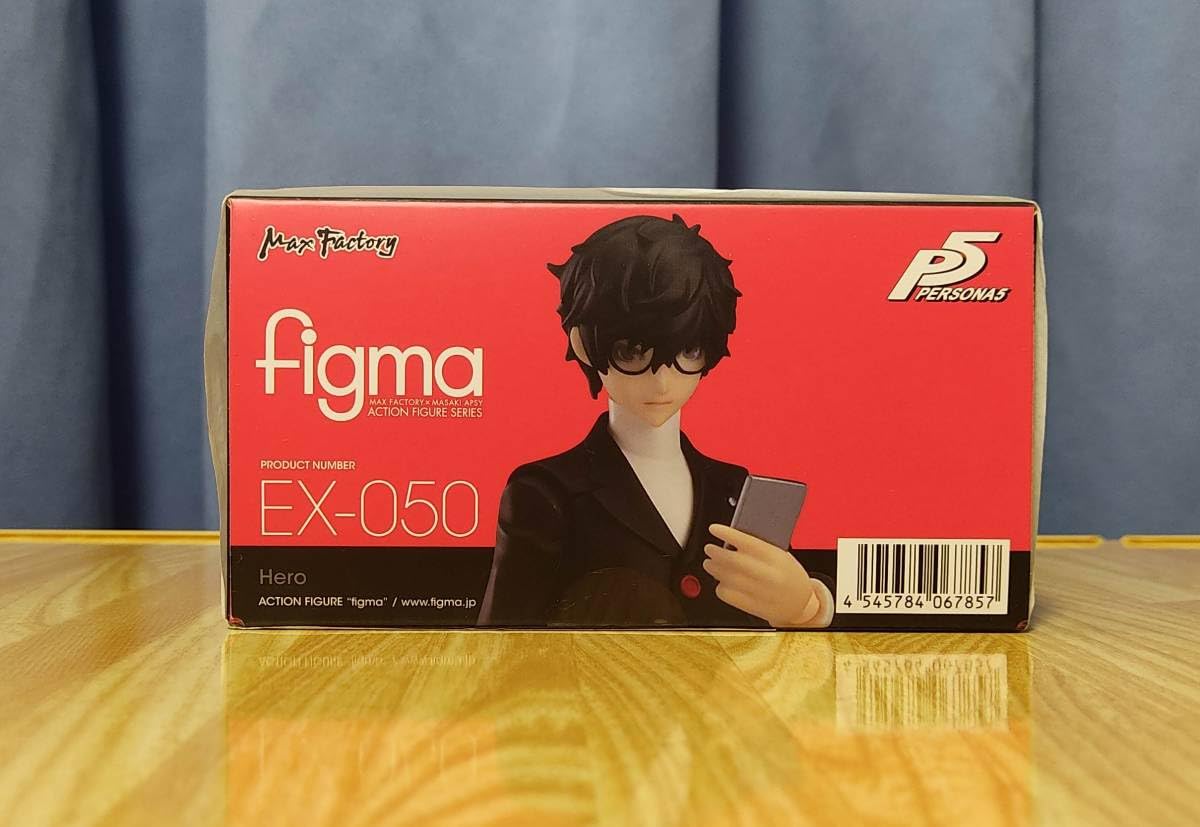 Max Factory
P5
PERSONA5
figma
MAX FACTORY × MASAKI APSY
ACTION FIGURE SERIES
PRODUCT NUMBER
EX-050
Hero
ACTION FIGURE "figma" / www.figma.jp
4 545784 067857